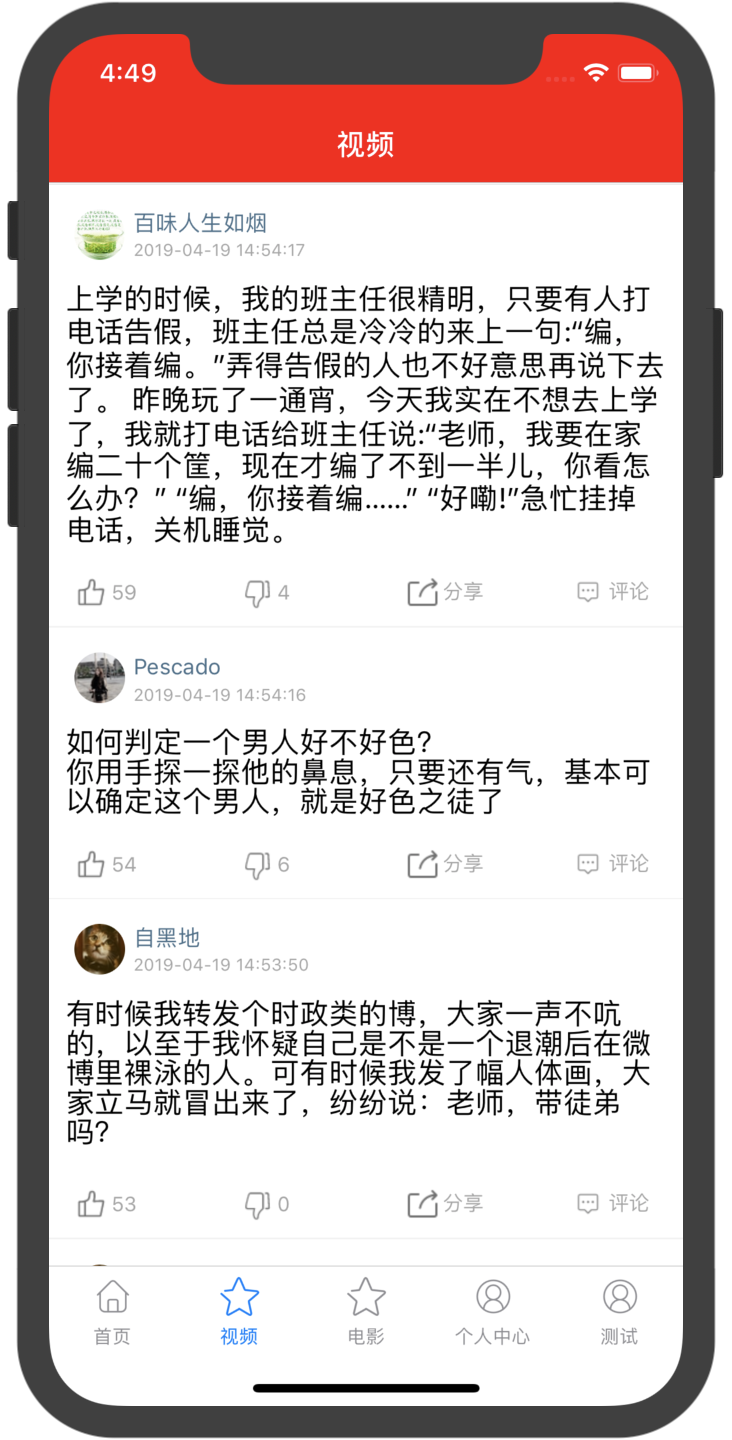 4:49
视频
百味人生如烟
2019-04-19 14:54:17
上学的时候，我的班主任很精明，只要有人打
电话告假，班主任总是冷冷的来上一句:“编，
你接着编。”弄得告假的人也不好意思再说下去
了。 昨晚玩了一通宵，今天我实在不想去上学
了，我就打电话给班主任说:“老师，我要在家
编二十个筐，现在才编了不到一半儿，你看怎
么办？” “编，你接着编......” “好嘞!”急忙挂掉
电话，关机睡觉。
59 4 分享 评论
Pescado
2019-04-19 14:54:16
如何判定一个男人好不好色？
你用手探一探他的鼻息，只要还有气，基本可
以确定这个男人，就是好色之徒了
54 6 分享 评论
自黑地
2019-04-19 14:53:50
有时候我转发个时政类的博，大家一声不吭
的，以至于我怀疑自己是不是一个退潮后在微
博里裸泳的人。可有时候我发了幅人体画，大
家立马就冒出来了，纷纷说：老师，带徒弟
吗？
53 0 分享 评论
首页 视频 电影 个人中心 测试